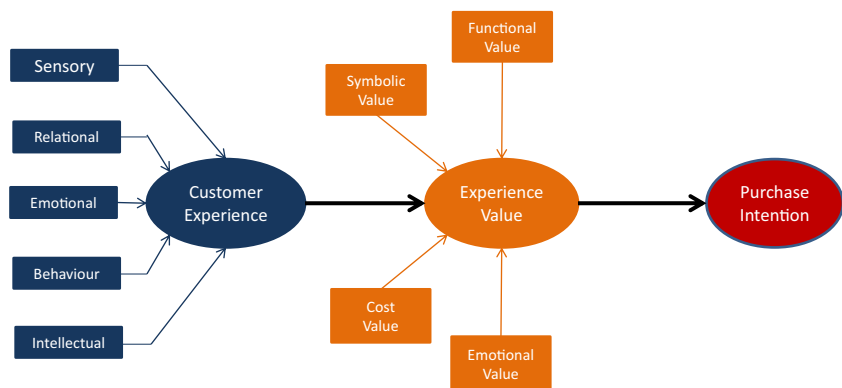 Sensory
Relational
Emotional
Behaviour
Intellectual
Customer
Experience
Symbolic
Value
Functional
Value
Experience
Value
Cost
Value
Emotional
Value
Purchase
Intention